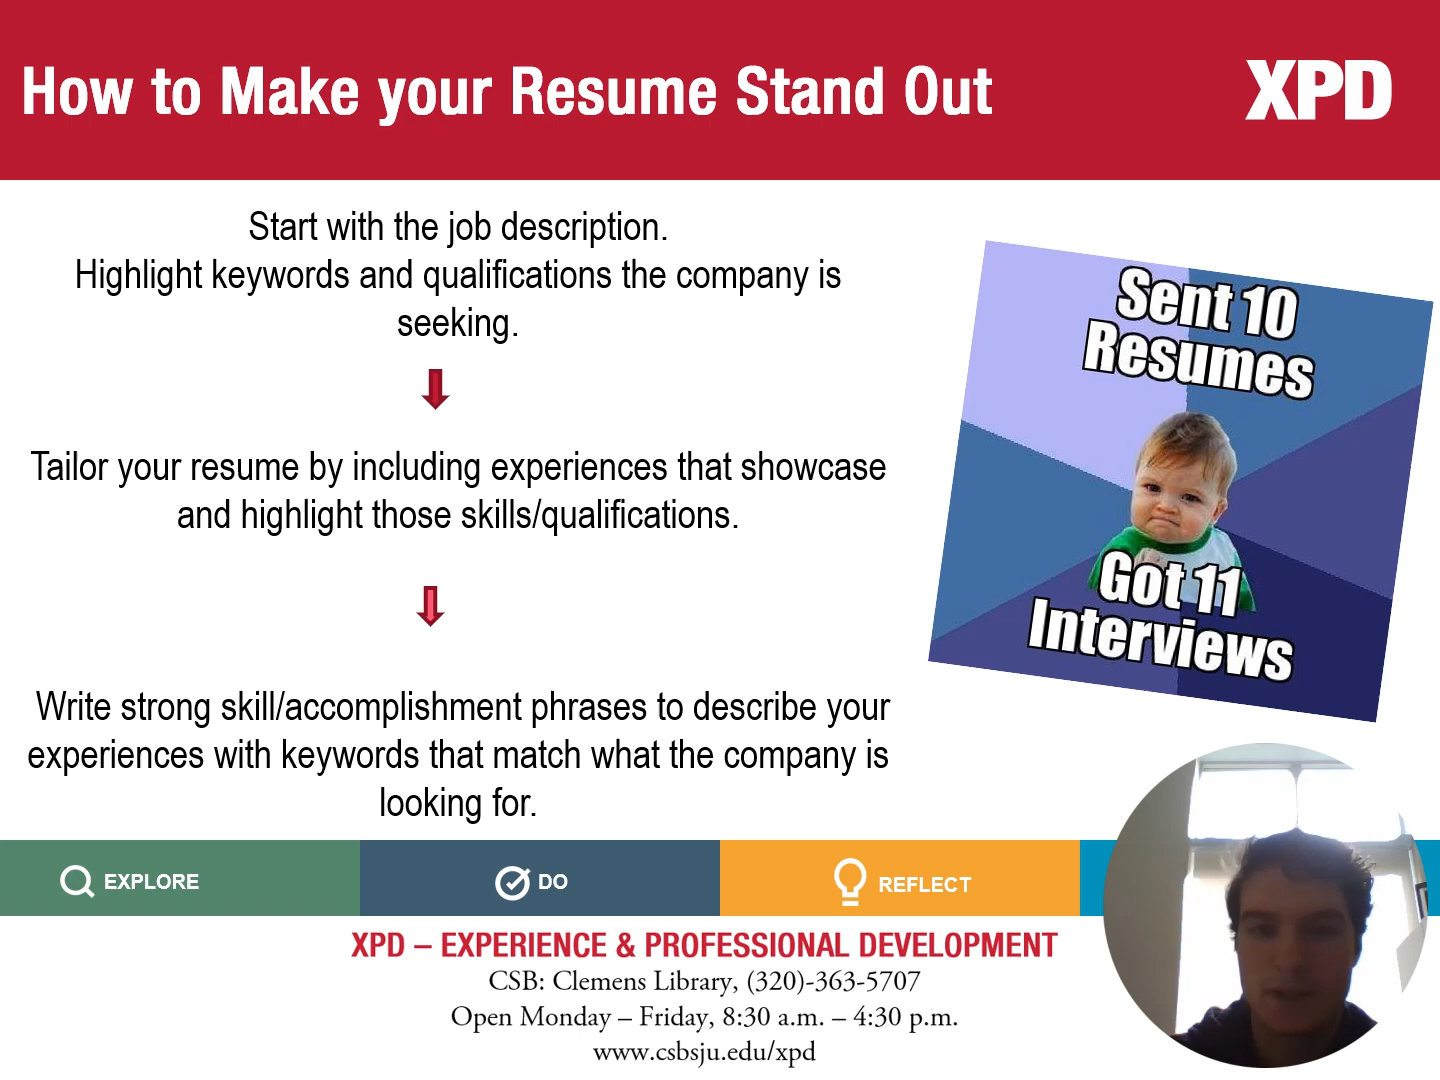 How to Make your Resume Stand Out
XPD
Start with the job description.
Highlight keywords and qualifications the company is
seeking.
Tailor your resume by including experiences that showcase
and highlight those skills/qualifications.
Write strong skill/accomplishment phrases to describe your
experiences with keywords that match what the company is
looking for.
Sent 10
Resumes
Got 11
Interviews
EXPLORE
DO
REFLECT
XPD – EXPERIENCE & PROFESSIONAL DEVELOPMENT
CSB: Clemens Library, (320)-363-5707
Open Monday – Friday, 8:30 a.m. – 4:30 p.m.
www.csbsju.edu/xpd